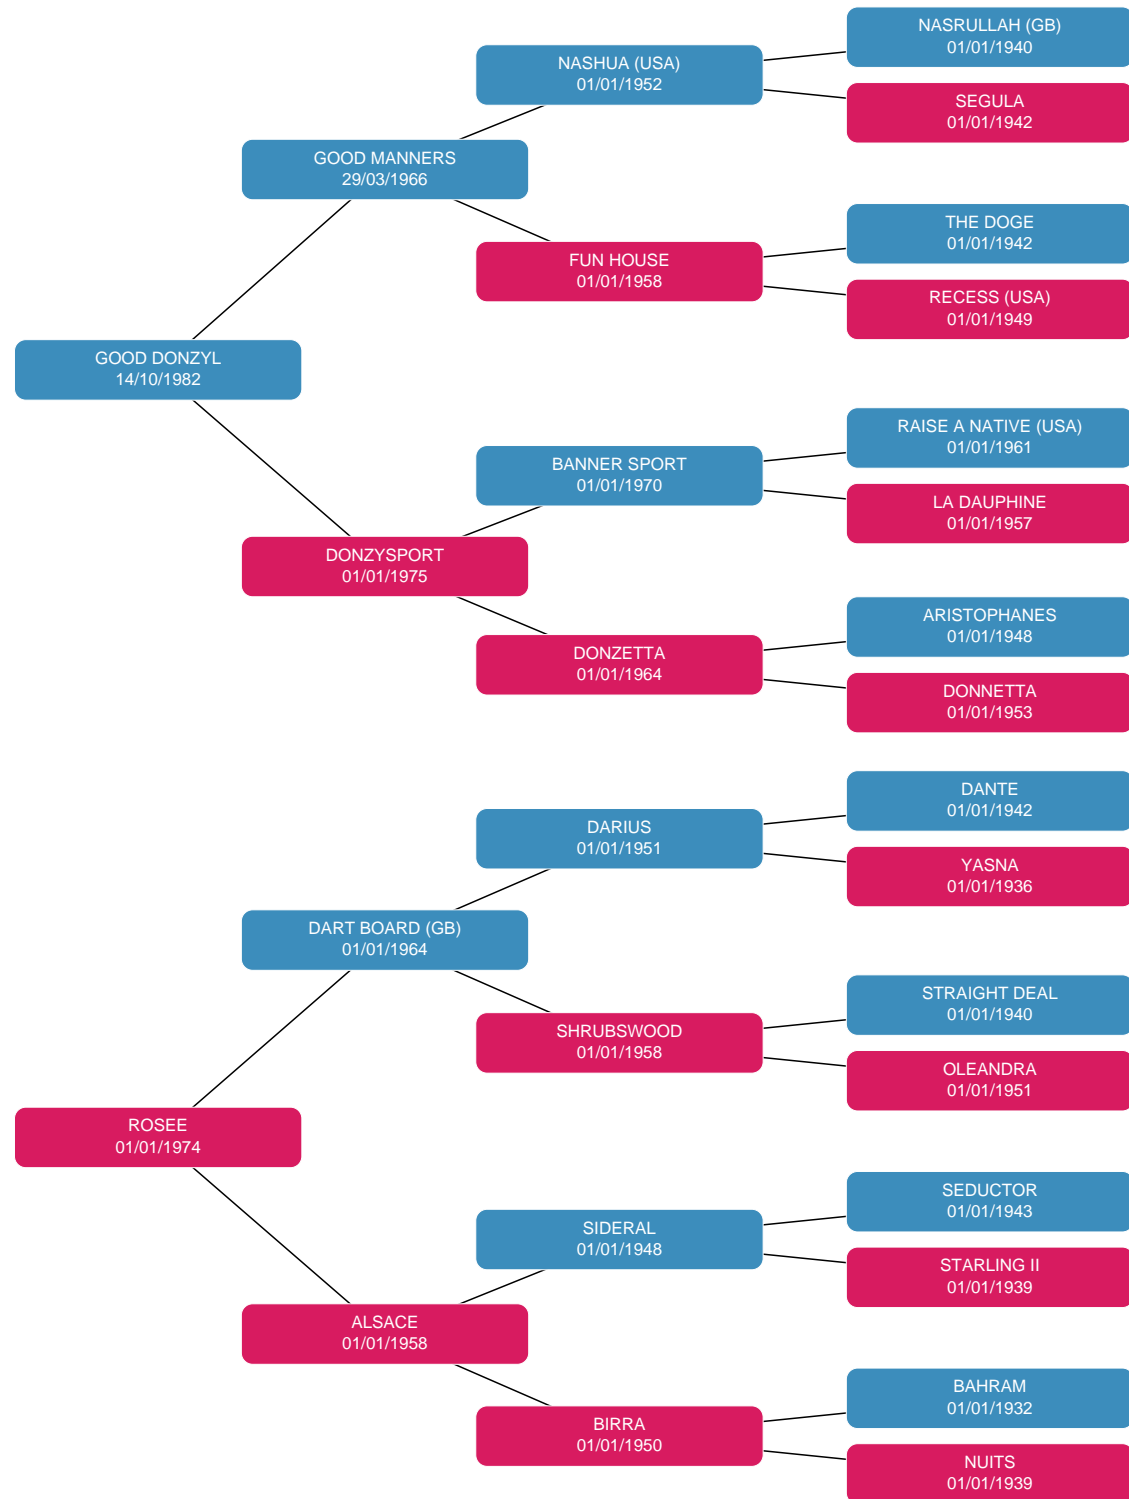 NASRULLAH (GB)
01/01/1940
NASHUA (USA)
01/01/1952
SEGULA
01/01/1942
GOOD MANNERS
29/03/1966
THE DOGE
01/01/1942
FUN HOUSE
01/01/1958
RECESS (USA)
01/01/1949
GOOD DONZYL
14/10/1982
RAISE A NATIVE (USA)
01/01/1961
BANNER SPORT
01/01/1970
LA DAUPHINE
01/01/1957
DONZYSPORT
01/01/1975
ARISTOPHANES
01/01/1948
DONZETTA
01/01/1964
DONNETTA
01/01/1953
DANTE
01/01/1942
DARIUS
01/01/1951
YASNA
01/01/1936
DART BOARD (GB)
01/01/1964
STRAIGHT DEAL
01/01/1940
SHRUBSWOOD
01/01/1958
OLEANDRA
01/01/1951
ROSEE
01/01/1974
SEDUCTOR
01/01/1943
SIDERAL
01/01/1948
STARLING II
01/01/1939
ALSACE
01/01/1958
BAHRAM
01/01/1932
BIRRA
01/01/1950
NUITS
01/01/1939